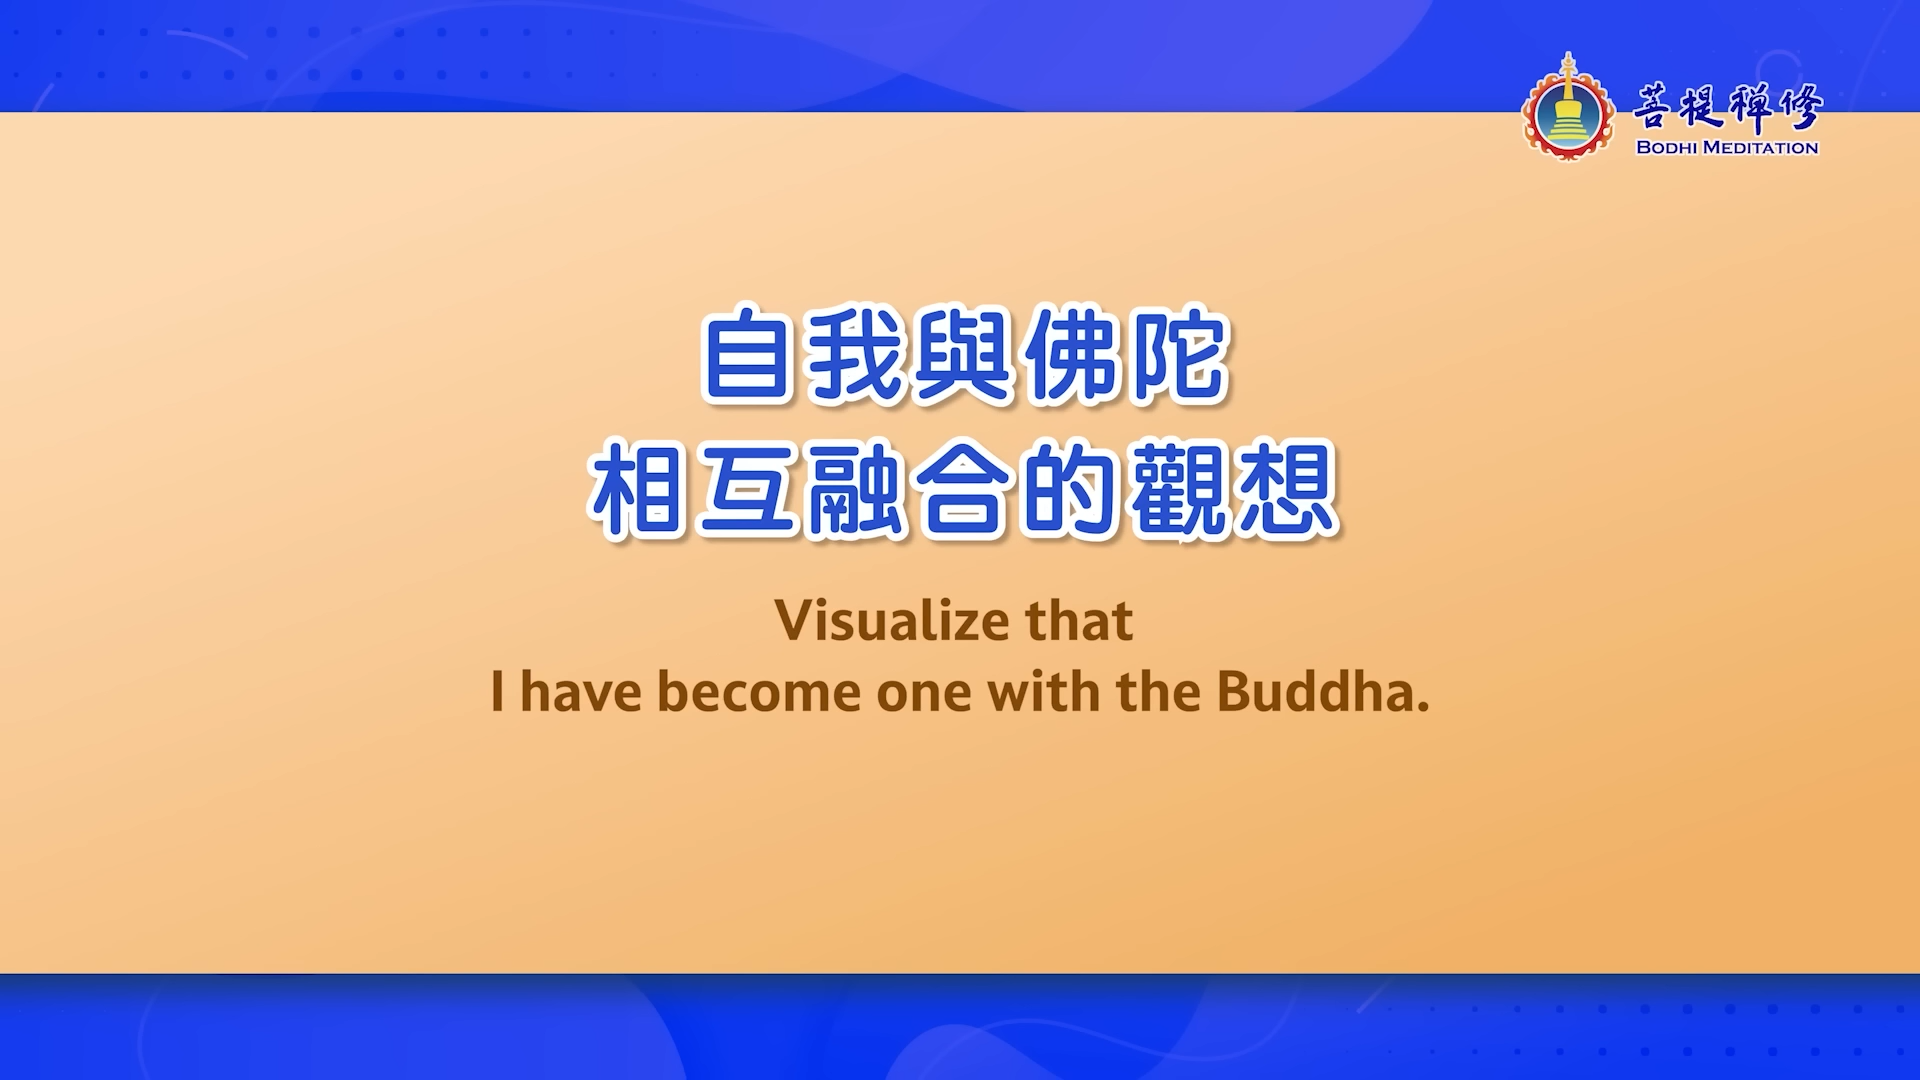 菩提禪修
BODHI MEDITATION
自我與佛陀
相互融合的觀想
Visualize that
I have become one with the Buddha.